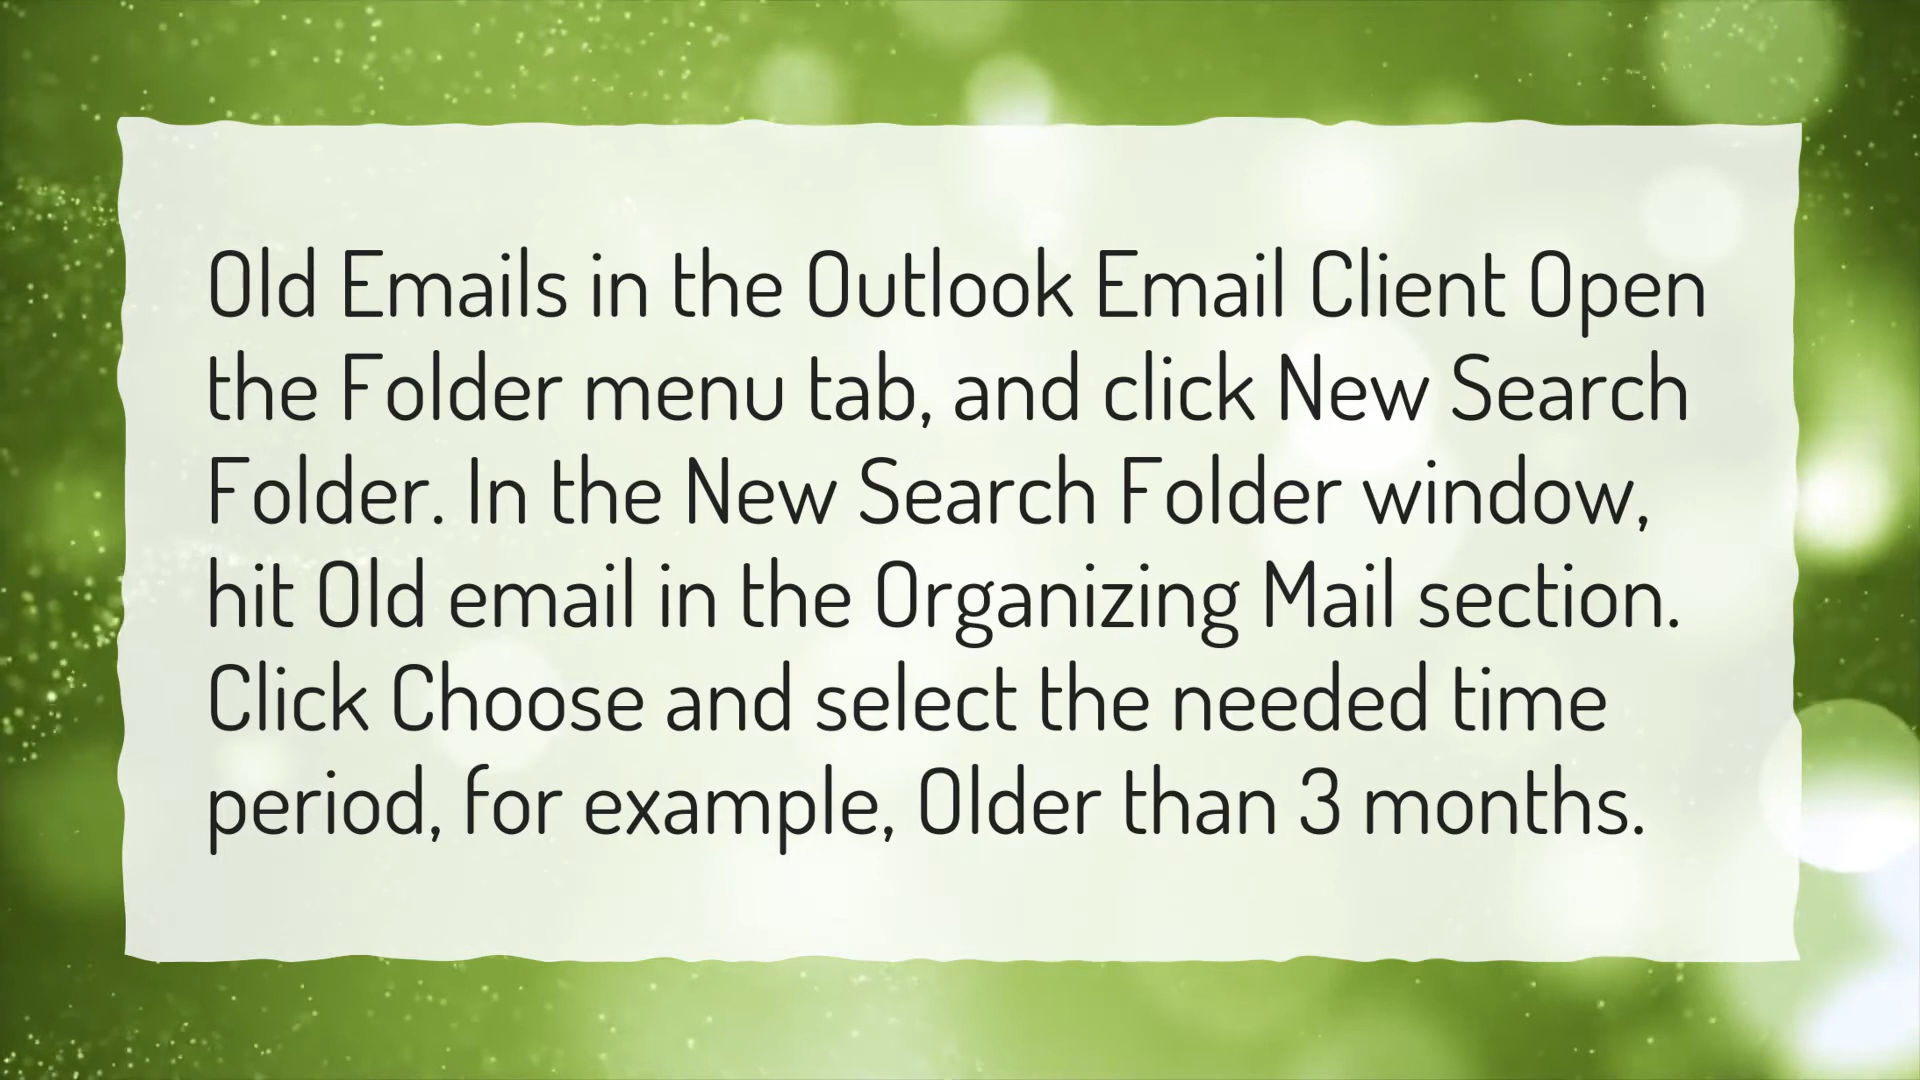 Old Emails in the Outlook Email Client Open
the Folder menu tab, and click New Search
Folder. In the New Search Folder window,
hit Old email in the Organizing Mail section.
Click Choose and select the needed time
period, for example, Older than 3 months.